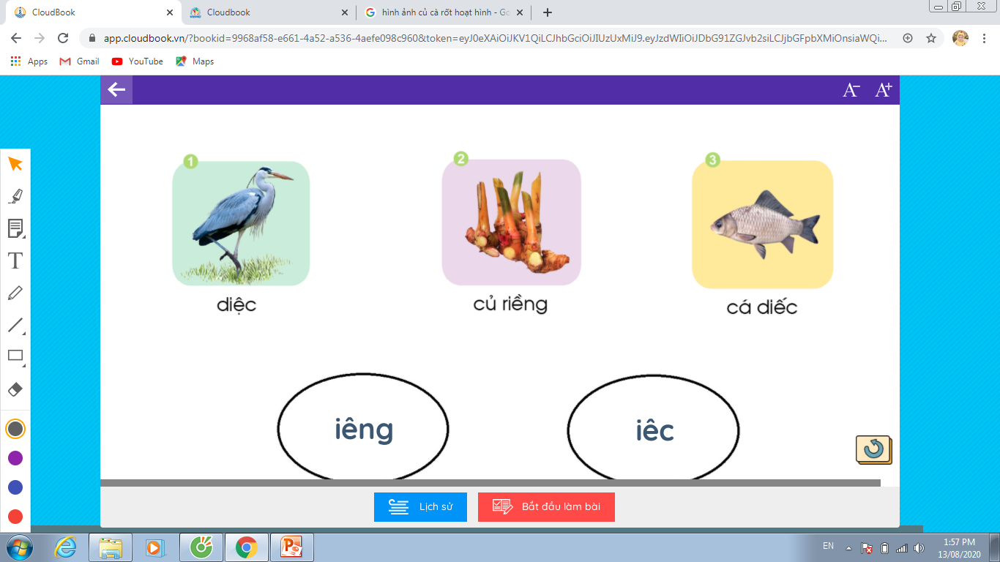 CloudBook
Cloudbook
hình ảnh củ cà rốt hoạt hình - Go
app.cloudbook.vn/?bookid=9968af58-e661-4a52-a536-4aefe098c960&token=eyJ0eXAiOiJKV1QiLCJhbGciOiJIUzUxMiJ9.eyJzdWIiOiJDbG91ZGJvb2siLCJjbGFpbXMiOnsiaWQi...
Apps Gmail YouTube Maps
A- A+
1 2 3
diệc củ riềng cá diếc
T
iêng iêc
Lịch sử Bắt đầu làm bài
EN 1:57 PM
13/08/2020